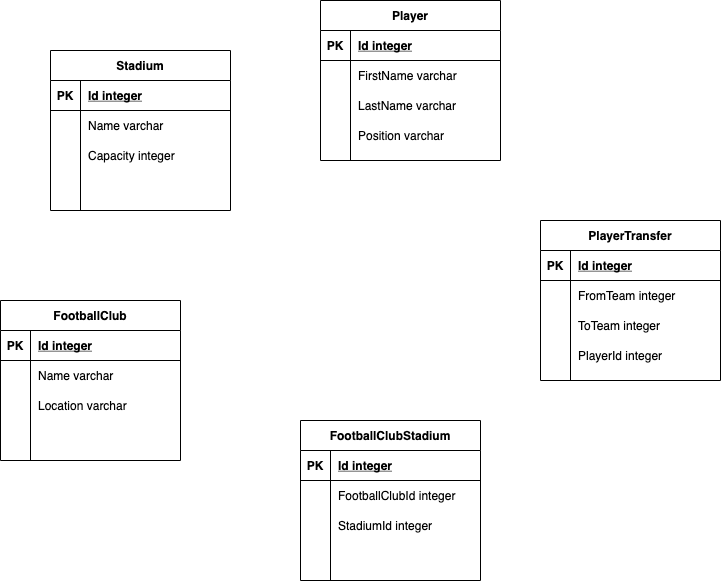 Player
PK Id integer
FirstName varchar
LastName varchar
Position varchar
Stadium
PK Id integer
Name varchar
Capacity integer
PlayerTransfer
PK Id integer
FromTeam integer
ToTeam integer
PlayerId integer
FootballClub
PK Id integer
Name varchar
Location varchar
FootballClubStadium
PK Id integer
FootballClubId integer
StadiumId integer